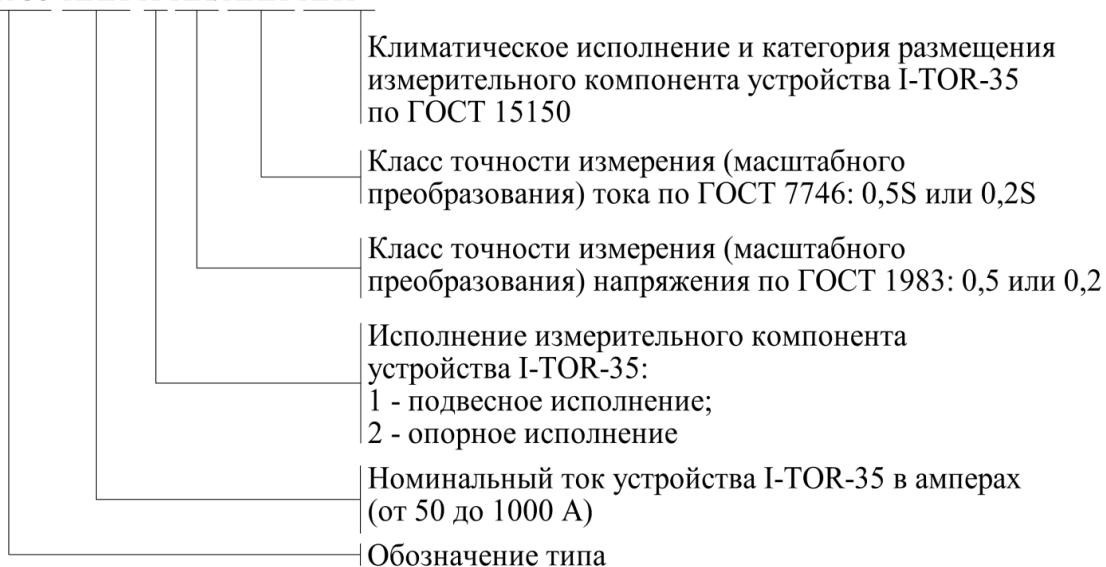 Климатическое исполнение и категория размещения
измерительного компонента устройства I-TOR-35
по ГОСТ 15150
Класс точности измерения (масштабного
преобразования) тока по ГОСТ 7746: 0,5S или 0,2S
Класс точности измерения (масштабного
преобразования) напряжения по ГОСТ 1983: 0,5 или 0,2
Исполнение измерительного компонента
устройства I-TOR-35:
1 - подвесное исполнение;
2 - опорное исполнение
Номинальный ток устройства I-TOR-35 в амперах
(от 50 до 1000 А)
Обозначение типа